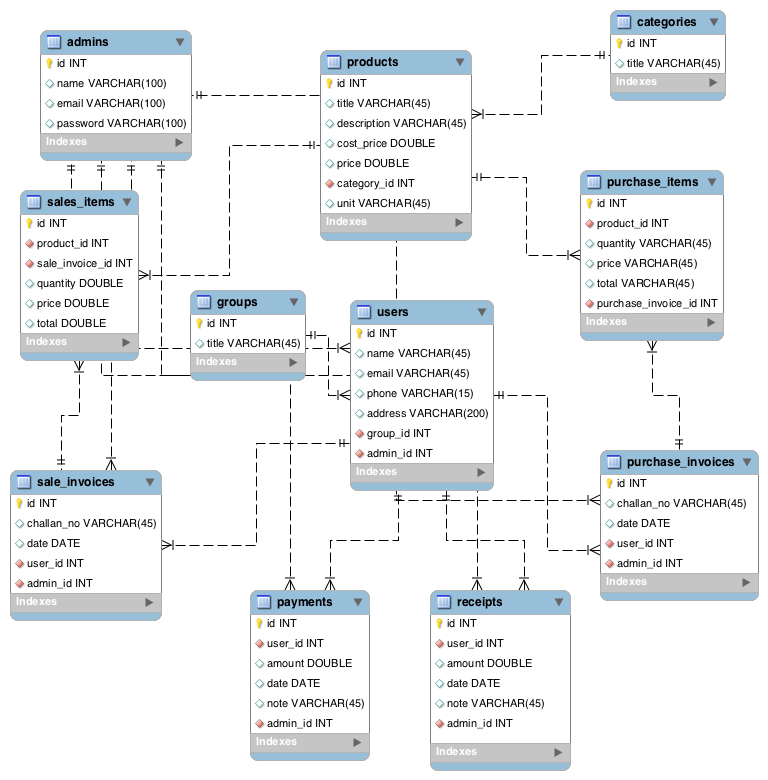 admins
id INT
name VARCHAR(100)
email VARCHAR(100)
password VARCHAR(100)
Indexes
products
id INT
title VARCHAR(45)
description VARCHAR(45)
cost_price DOUBLE
price DOUBLE
category_id INT
unit VARCHAR(45)
Indexes
categories
id INT
title VARCHAR(45)
Indexes
sales_items
id INT
product_id INT
sale_invoice_id INT
quantity DOUBLE
price DOUBLE
total DOUBLE
Indexes
groups
id INT
title VARCHAR(45)
Indexes
users
id INT
name VARCHAR(45)
email VARCHAR(45)
phone VARCHAR(15)
address VARCHAR(200)
group_id INT
admin_id INT
Indexes
purchase_items
id INT
product_id INT
quantity VARCHAR(45)
price VARCHAR(45)
total VARCHAR(45)
purchase_invoice_id INT
Indexes
sale_invoices
id INT
challan_no VARCHAR(45)
date DATE
user_id INT
admin_id INT
Indexes
payments
id INT
user_id INT
amount DOUBLE
date DATE
note VARCHAR(45)
admin_id INT
Indexes
receipts
id INT
user_id INT
amount DOUBLE
date DATE
note VARCHAR(45)
admin_id INT
Indexes
purchase_invoices
id INT
challan_no VARCHAR(45)
date DATE
user_id INT
admin_id INT
Indexes